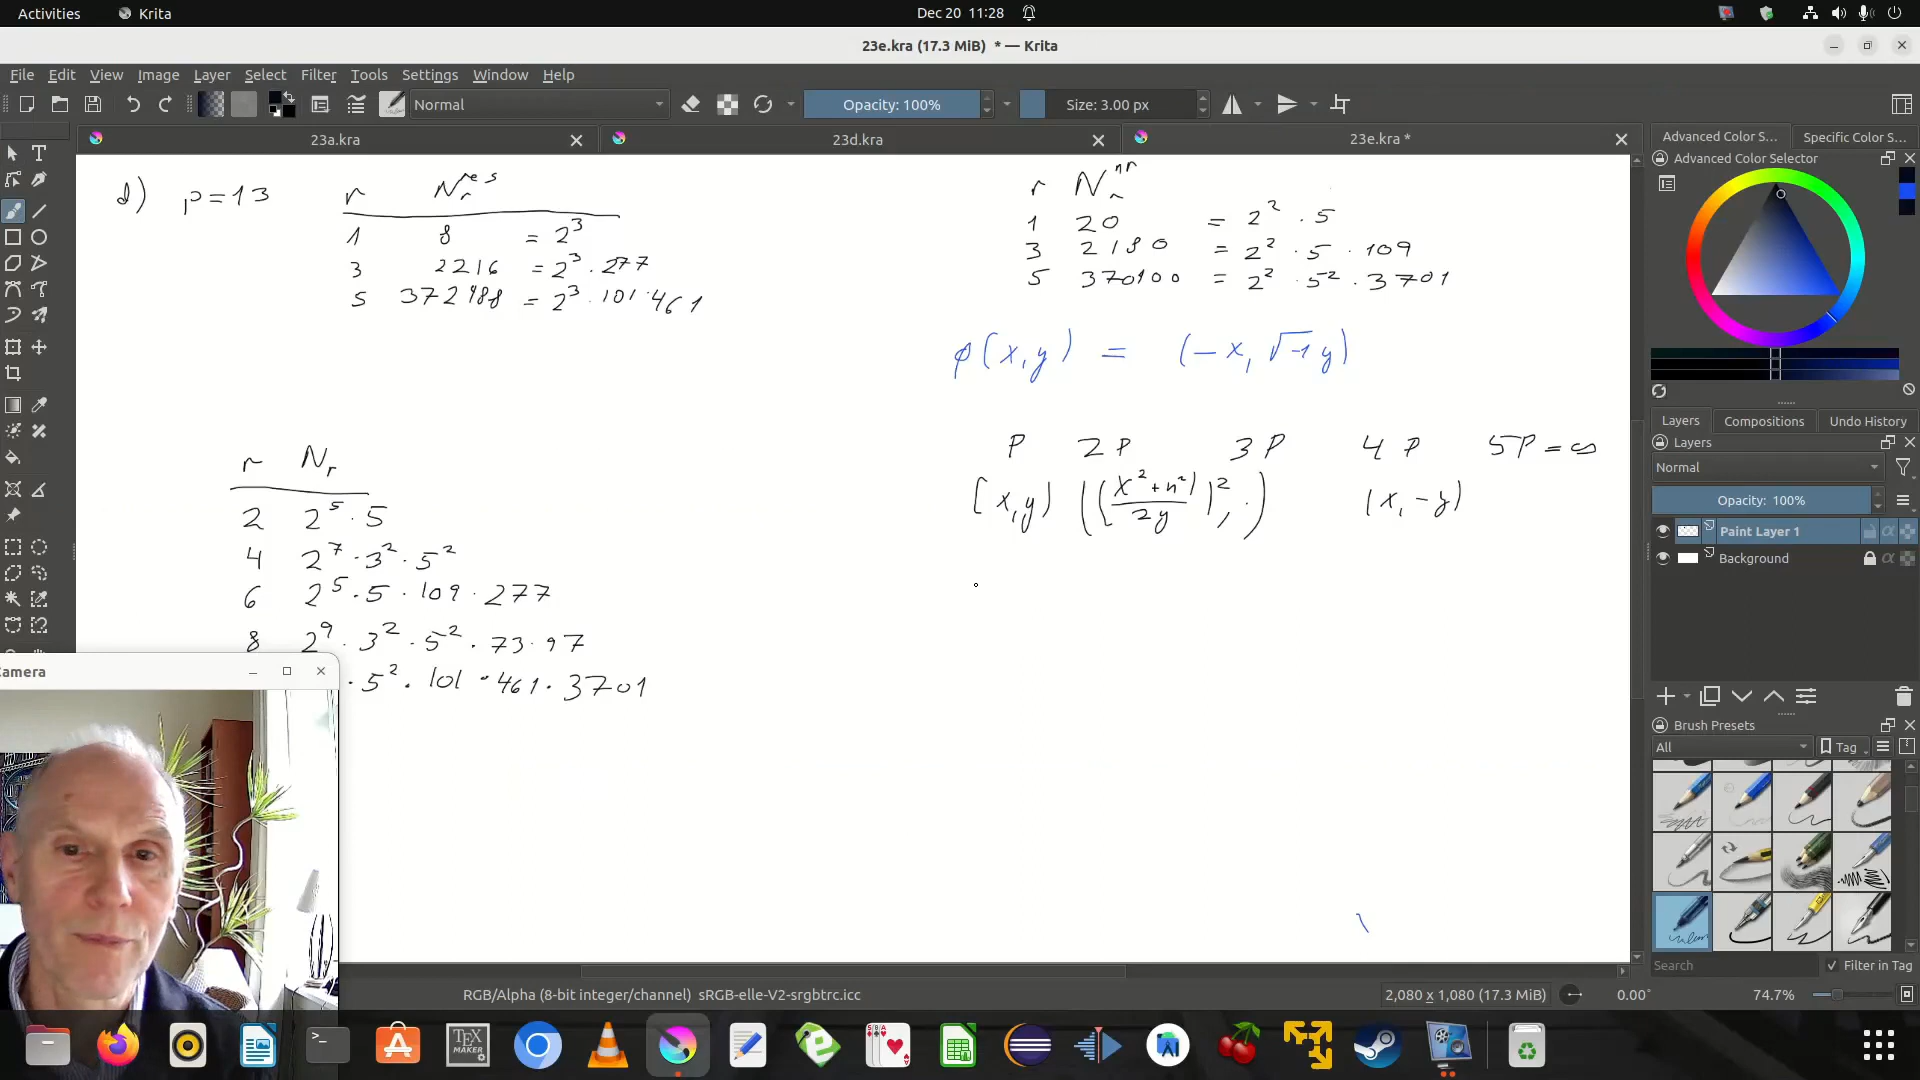 Activities Krita Dec 20 11:28
23e.kra (17.3 MiB) * — Krita
File Edit View Image Layer Select Filter Tools Settings Window Help
Normal Opacity: 100% Size: 3.00 px
23a.kra 23d.kra 23e.kra *
d) p=13 r N_r^{res}
1 8 = 2^3
3 2216 = 2^3 · 277
5 372488 = 2^3 · 101 · 461
r N_r^{nr}
1 20 = 2^2 · 5
3 2180 = 2^2 · 5 · 109
5 370100 = 2^2 · 5^2 · 3701
φ(x,y) = (-x, √-1 y)
P 2P 3P 4P 5P = ∞
(x,y) ((\frac{x^2+n^2}{2y})^2, ·) (x,-y)
r N_r
2 2^5 · 5
4 2^7 · 3^2 · 5^2
6 2^5 · 5 · 109 · 277
8 2^9 · 3^2 · 5^2 · 73 · 97
· 5^2 · 101 · 461 · 3701
Camera
Advanced Color S... Specific Color S...
Advanced Color Selector
Layers Compositions Undo History
Layers
Normal
Opacity: 100%
Paint Layer 1
Background
Brush Presets
All Tag
Search Filter in Tag
RGB/Alpha (8-bit integer/channel) sRGB-elle-V2-srgbtrc.icc 2,080 x 1,080 (17.3 MiB) 0.00° 74.7%
TEX MAKER